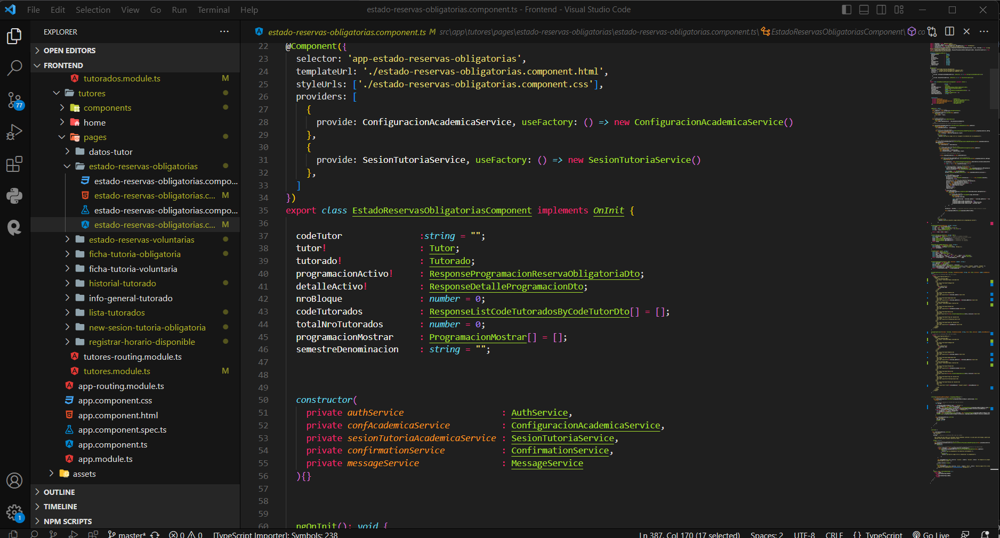 File Edit Selection View Go Run Terminal Help
estado-reservas-obligatorias.component.ts - Frontend - Visual Studio Code
EXPLORER
OPEN EDITORS
FRONTEND
tutorados.module.ts M
tutores
components
home
pages
datos-tutor
estado-reservas-obligatorias
estado-reservas-obligatorias.compo...
estado-reservas-obligatorias.c... M
estado-reservas-obligatorias.compo...
estado-reservas-obligatorias.c... M
estado-reservas-voluntarias
ficha-tutoria-obligatoria
ficha-tutoria-voluntaria
historial-tutorado
info-general-tutorado
lista-tutorados
new-sesion-tutoria-obligatoria
registrar-horario-disponible
tutores-routing.module.ts
tutores.module.ts M
app-routing.module.ts
app.component.css
app.component.html
app.component.spec.ts
app.component.ts
app.module.ts
assets
OUTLINE
TIMELINE
NPM SCRIPTS
77
1
estado-reservas-obligatorias.component.ts M src\app\tutores\pages\estado-reservas-obligatorias\estado-reservas-obligatorias.component.ts\ EstadoReservasObligatoriasComponent\ co
22 @Component({
23 selector: 'app-estado-reservas-obligatorias',
24 templateUrl: './estado-reservas-obligatorias.component.html',
25 styleUrls: ['./estado-reservas-obligatorias.component.css'],
26 providers: [
27 {
28 provide: ConfiguracionAcademicaService, useFactory: () => new ConfiguracionAcademicaService()
29 },
30 {
31 provide: SesionTutoriaService, useFactory: () => new SesionTutoriaService()
32 },
33 ]
34 })
35 export class EstadoReservasObligatoriasComponent implements OnInit {
36
37 codeTutor :string = "";
38 tutor! : Tutor;
39 tutorado! : Tutorado;
40 programacionActivo! : ResponseProgramacionReservaObligatoriaDto;
41 detalleActivo! : ResponseDetalleProgramacionDto;
42 nroBloque : number = 0;
43 codeTutorados : ResponseListCodeTutoradosByCodeTutorDto[] = [];
44 totalNroTutorados : number = 0;
45 programacionMostrar : ProgramacionMostrar[] = [];
46 semestreDenominacion : string = "";
47
48
49
50 constructor(
51 private authService : AuthService,
52 private confAcademicaService : ConfiguracionAcademicaService,
53 private sesionTutoriaAcademicaService : SesionTutoriaService,
54 private confirmationService : ConfirmationService,
55 private messageService : MessageService
56 ){}
57
58
59
60 ngOnInit(): void {
master* 0 0 [TypeScript Importer]: Symbols: 238
Ln 387, Col 170 (17 selected) Spaces: 2 UTF-8 CRLF {} TypeScript Go Live